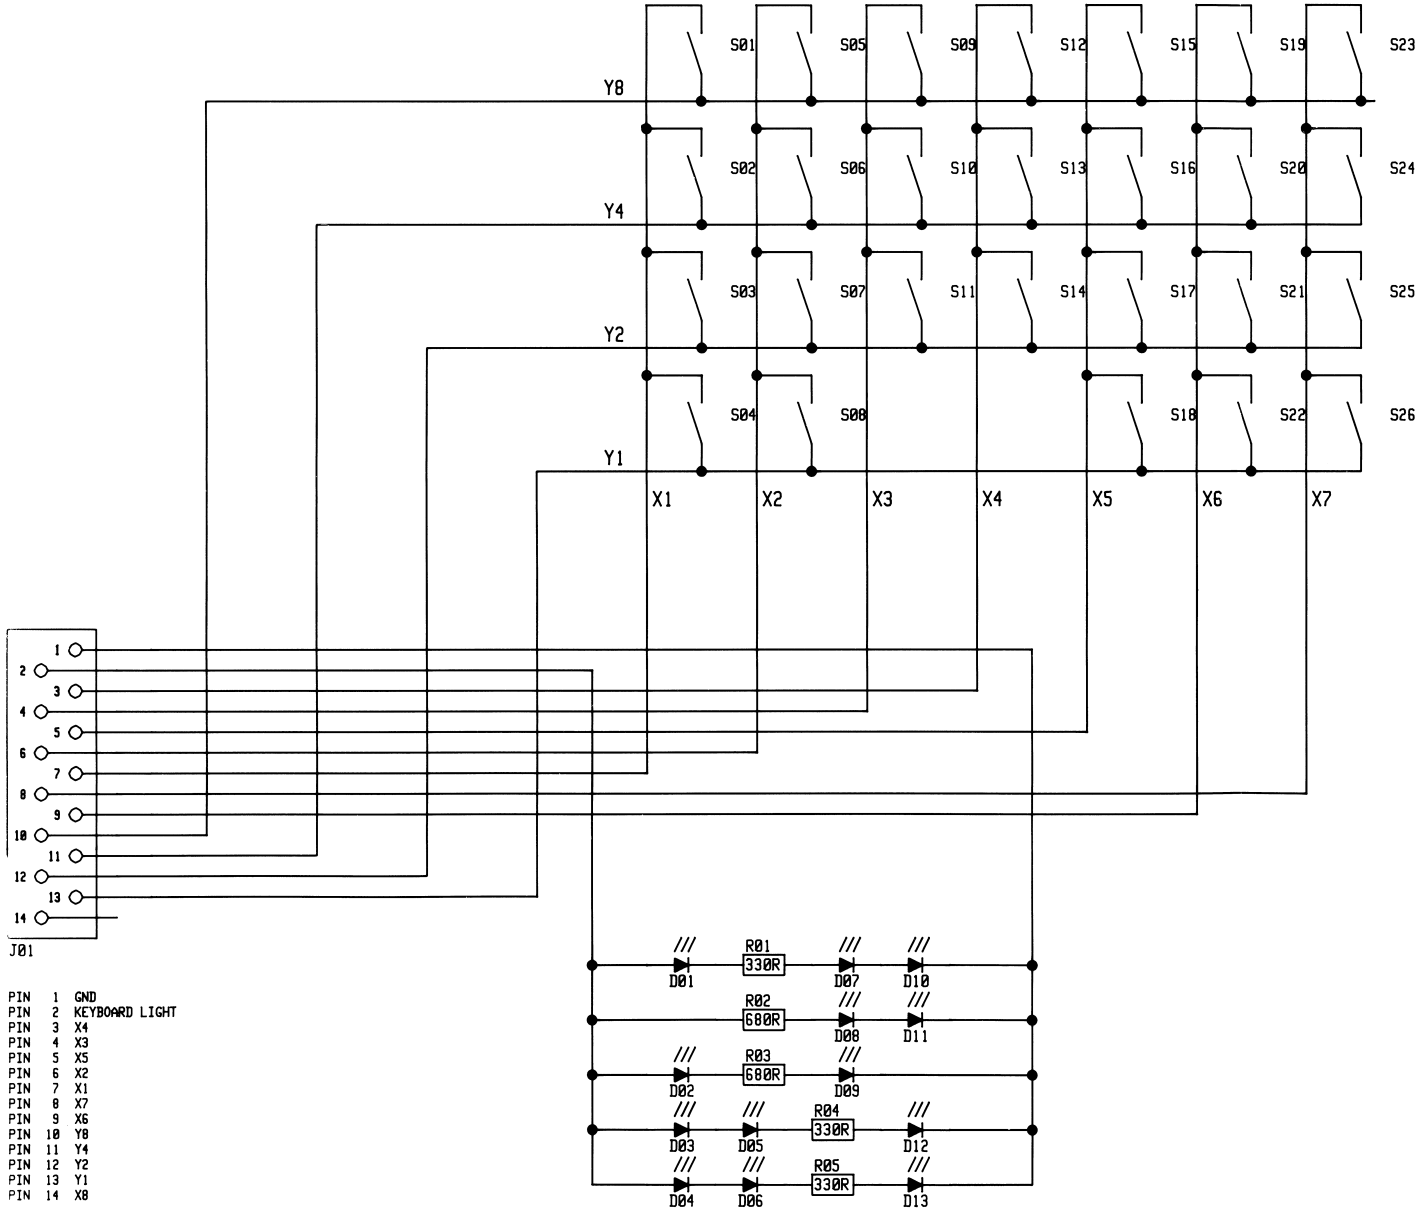 S01 S05 S09 S12 S15 S19 S23
Y8
S02 S06 S10 S13 S16 S20 S24
Y4
S03 S07 S11 S14 S17 S21 S25
Y2
S04 S08 S18 S22 S26
Y1
X1 X2 X3 X4 X5 X6 X7
1
2
3
4
5
6
7
8
9
10
11
12
13
14
J01
R01
330R
D01 D07 D10
R02
680R
D08 D11
R03
680R
D02 D09
R04
330R
D03 D05 D12
R05
330R
D04 D06 D13
PIN 1 GND
PIN 2 KEYBOARD LIGHT
PIN 3 X4
PIN 4 X3
PIN 5 X5
PIN 6 X2
PIN 7 X1
PIN 8 X7
PIN 9 X6
PIN 10 Y8
PIN 11 Y4
PIN 12 Y2
PIN 13 Y1
PIN 14 X8